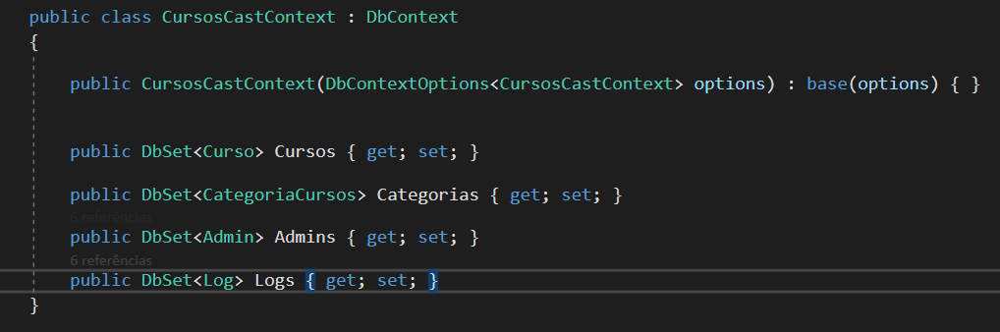 public class CursosCastContext : DbContext
{
public CursosCastContext(DbContextOptions<CursosCastContext> options) : base(options) { }
public DbSet<Curso> Cursos { get; set; }
public DbSet<CategoriaCursos> Categorias { get; set; }
6 referências
public DbSet<Admin> Admins { get; set; }
6 referências
public DbSet<Log> Logs { get; set; }
}